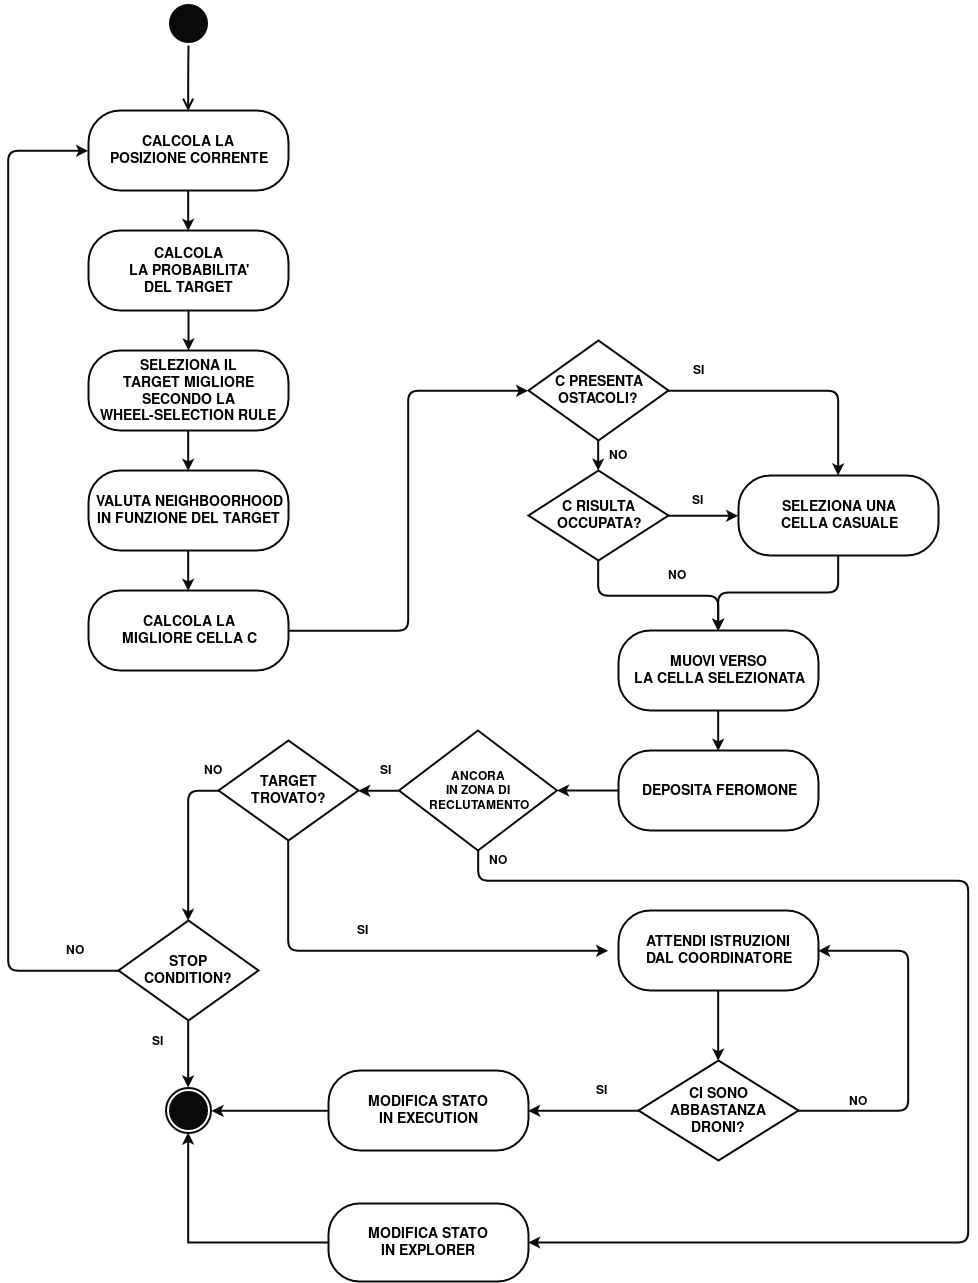 CALCOLA LA
POSIZIONE CORRENTE
CALCOLA
LA PROBABILITA'
DEL TARGET
SELEZIONA IL
TARGET MIGLIORE
SECONDO LA
WHEEL-SELECTION RULE
VALUTA NEIGHBOORHOOD
IN FUNZIONE DEL TARGET
CALCOLA LA
MIGLIORE CELLA C
C PRESENTA
OSTACOLI?
SI
NO
C RISULTA
OCCUPATA?
SI
NO
SELEZIONA UNA
CELLA CASUALE
MUOVI VERSO
LA CELLA SELEZIONATA
DEPOSITA FEROMONE
ANCORA
IN ZONA DI
RECLUTAMENTO
SI
NO
TARGET
TROVATO?
NO
SI
STOP
CONDITION?
NO
SI
ATTENDI ISTRUZIONI
DAL COORDINATORE
CI SONO
ABBASTANZA
DRONI?
SI
NO
MODIFICA STATO
IN EXECUTION
MODIFICA STATO
IN EXPLORER